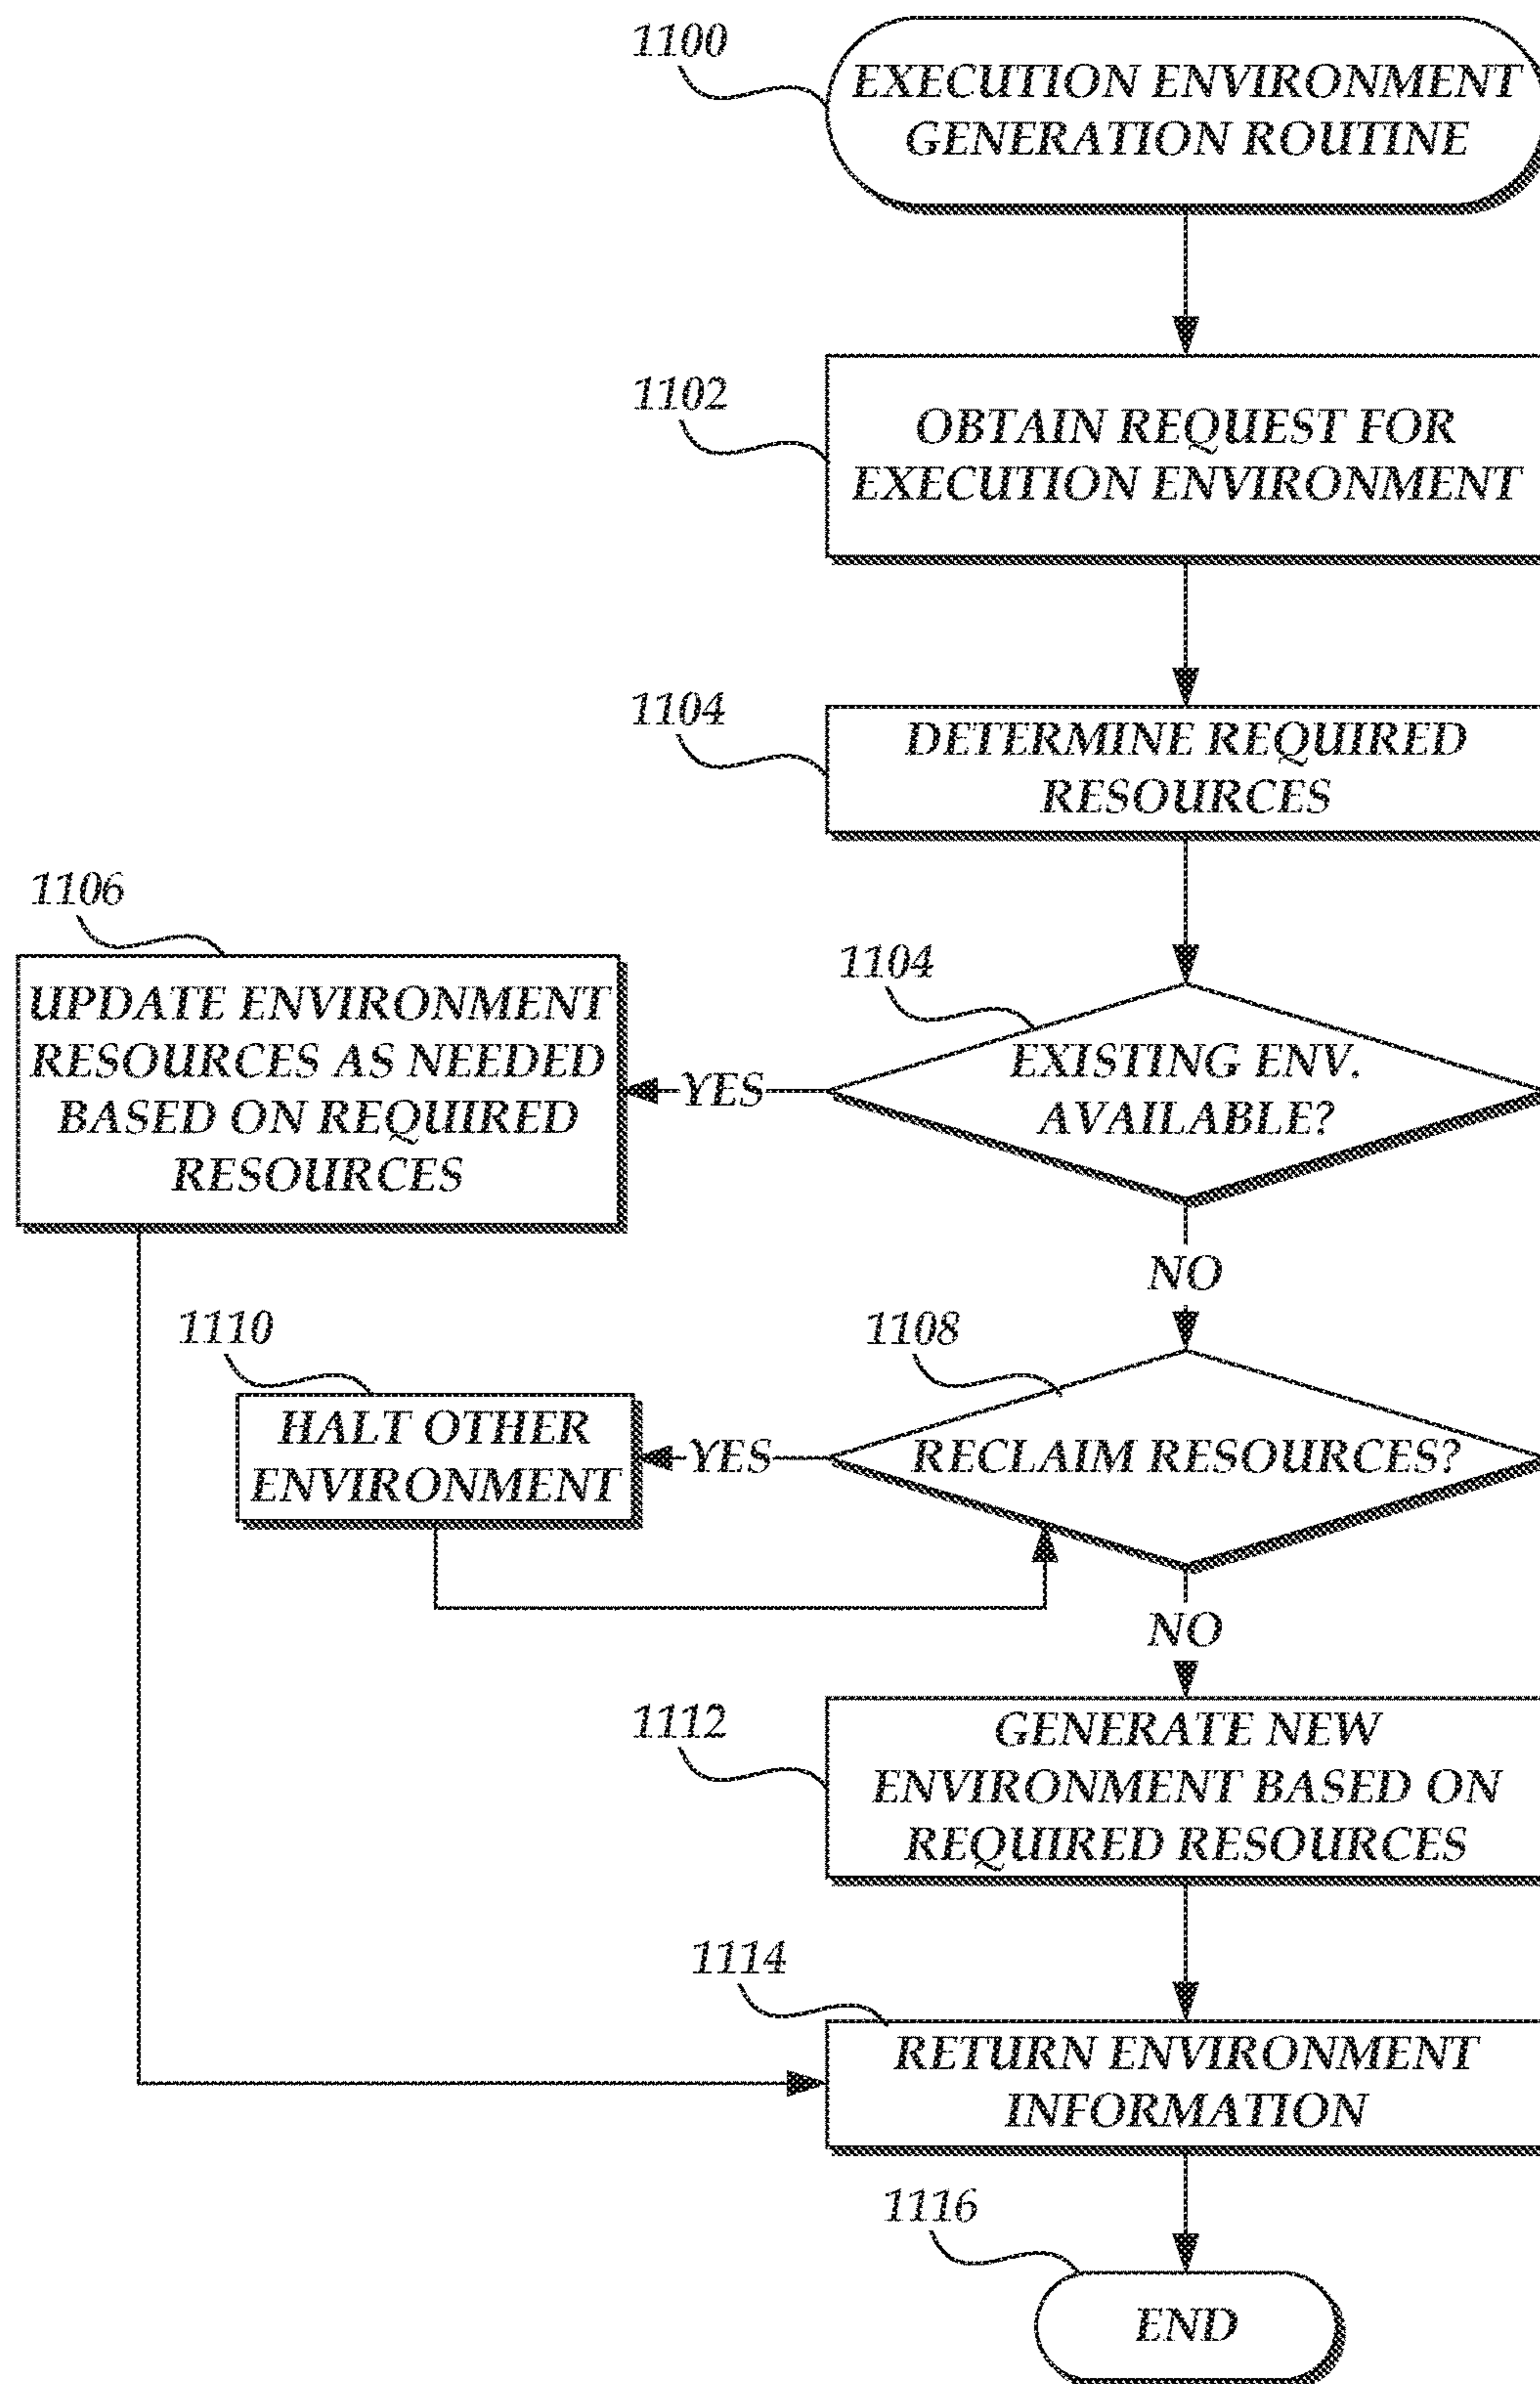 1100
EXECUTION ENVIRONMENT
GENERATION ROUTINE
1102
OBTAIN REQUEST FOR
EXECUTION ENVIRONMENT
1104
DETERMINE REQUIRED
RESOURCES
1106
UPDATE ENVIRONMENT
RESOURCES AS NEEDED
BASED ON REQUIRED
RESOURCES
1104
EXISTING ENV.
AVAILABLE?
YES
NO
1110
HALT OTHER
ENVIRONMENT
1108
RECLAIM RESOURCES?
YES
NO
1112
GENERATE NEW
ENVIRONMENT BASED ON
REQUIRED RESOURCES
1114
RETURN ENVIRONMENT
INFORMATION
1116
END